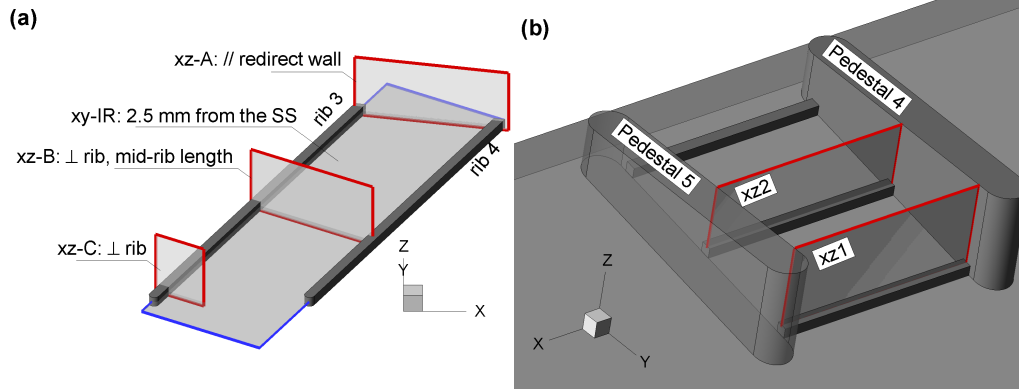 (a)
xz-A: // redirect wall
xy-IR: 2.5 mm from the SS
xz-B: ⊥ rib, mid-rib length
xz-C: ⊥ rib
rib 3
rib 4
Z
Y
X
(b)
Pedestal 4
Pedestal 5
xz2
xz1
Z
X
Y